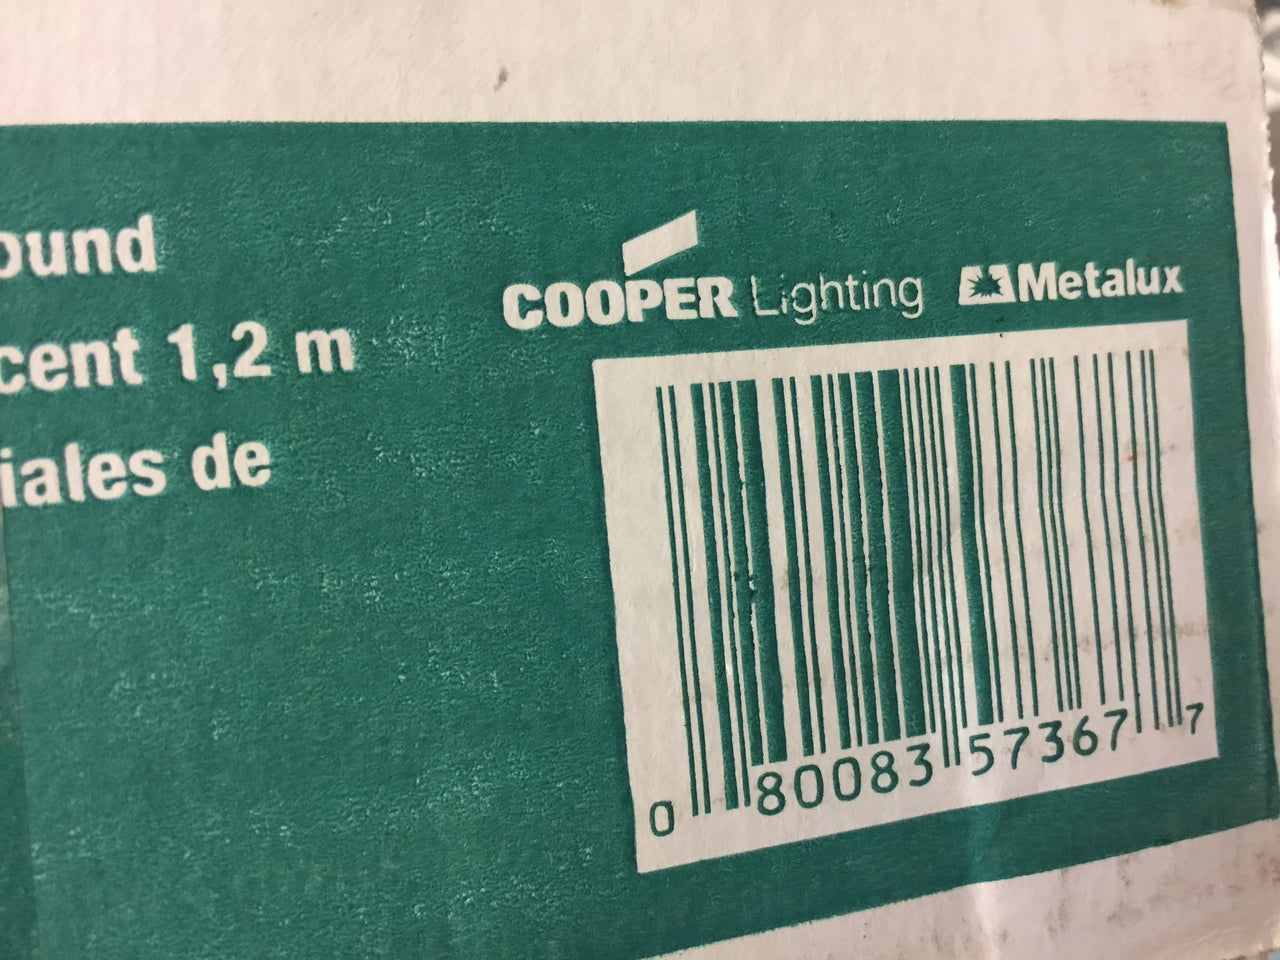 ound
cent 1,2 m
iales de
COOPER Lighting Metalux
0 80083 57367 7